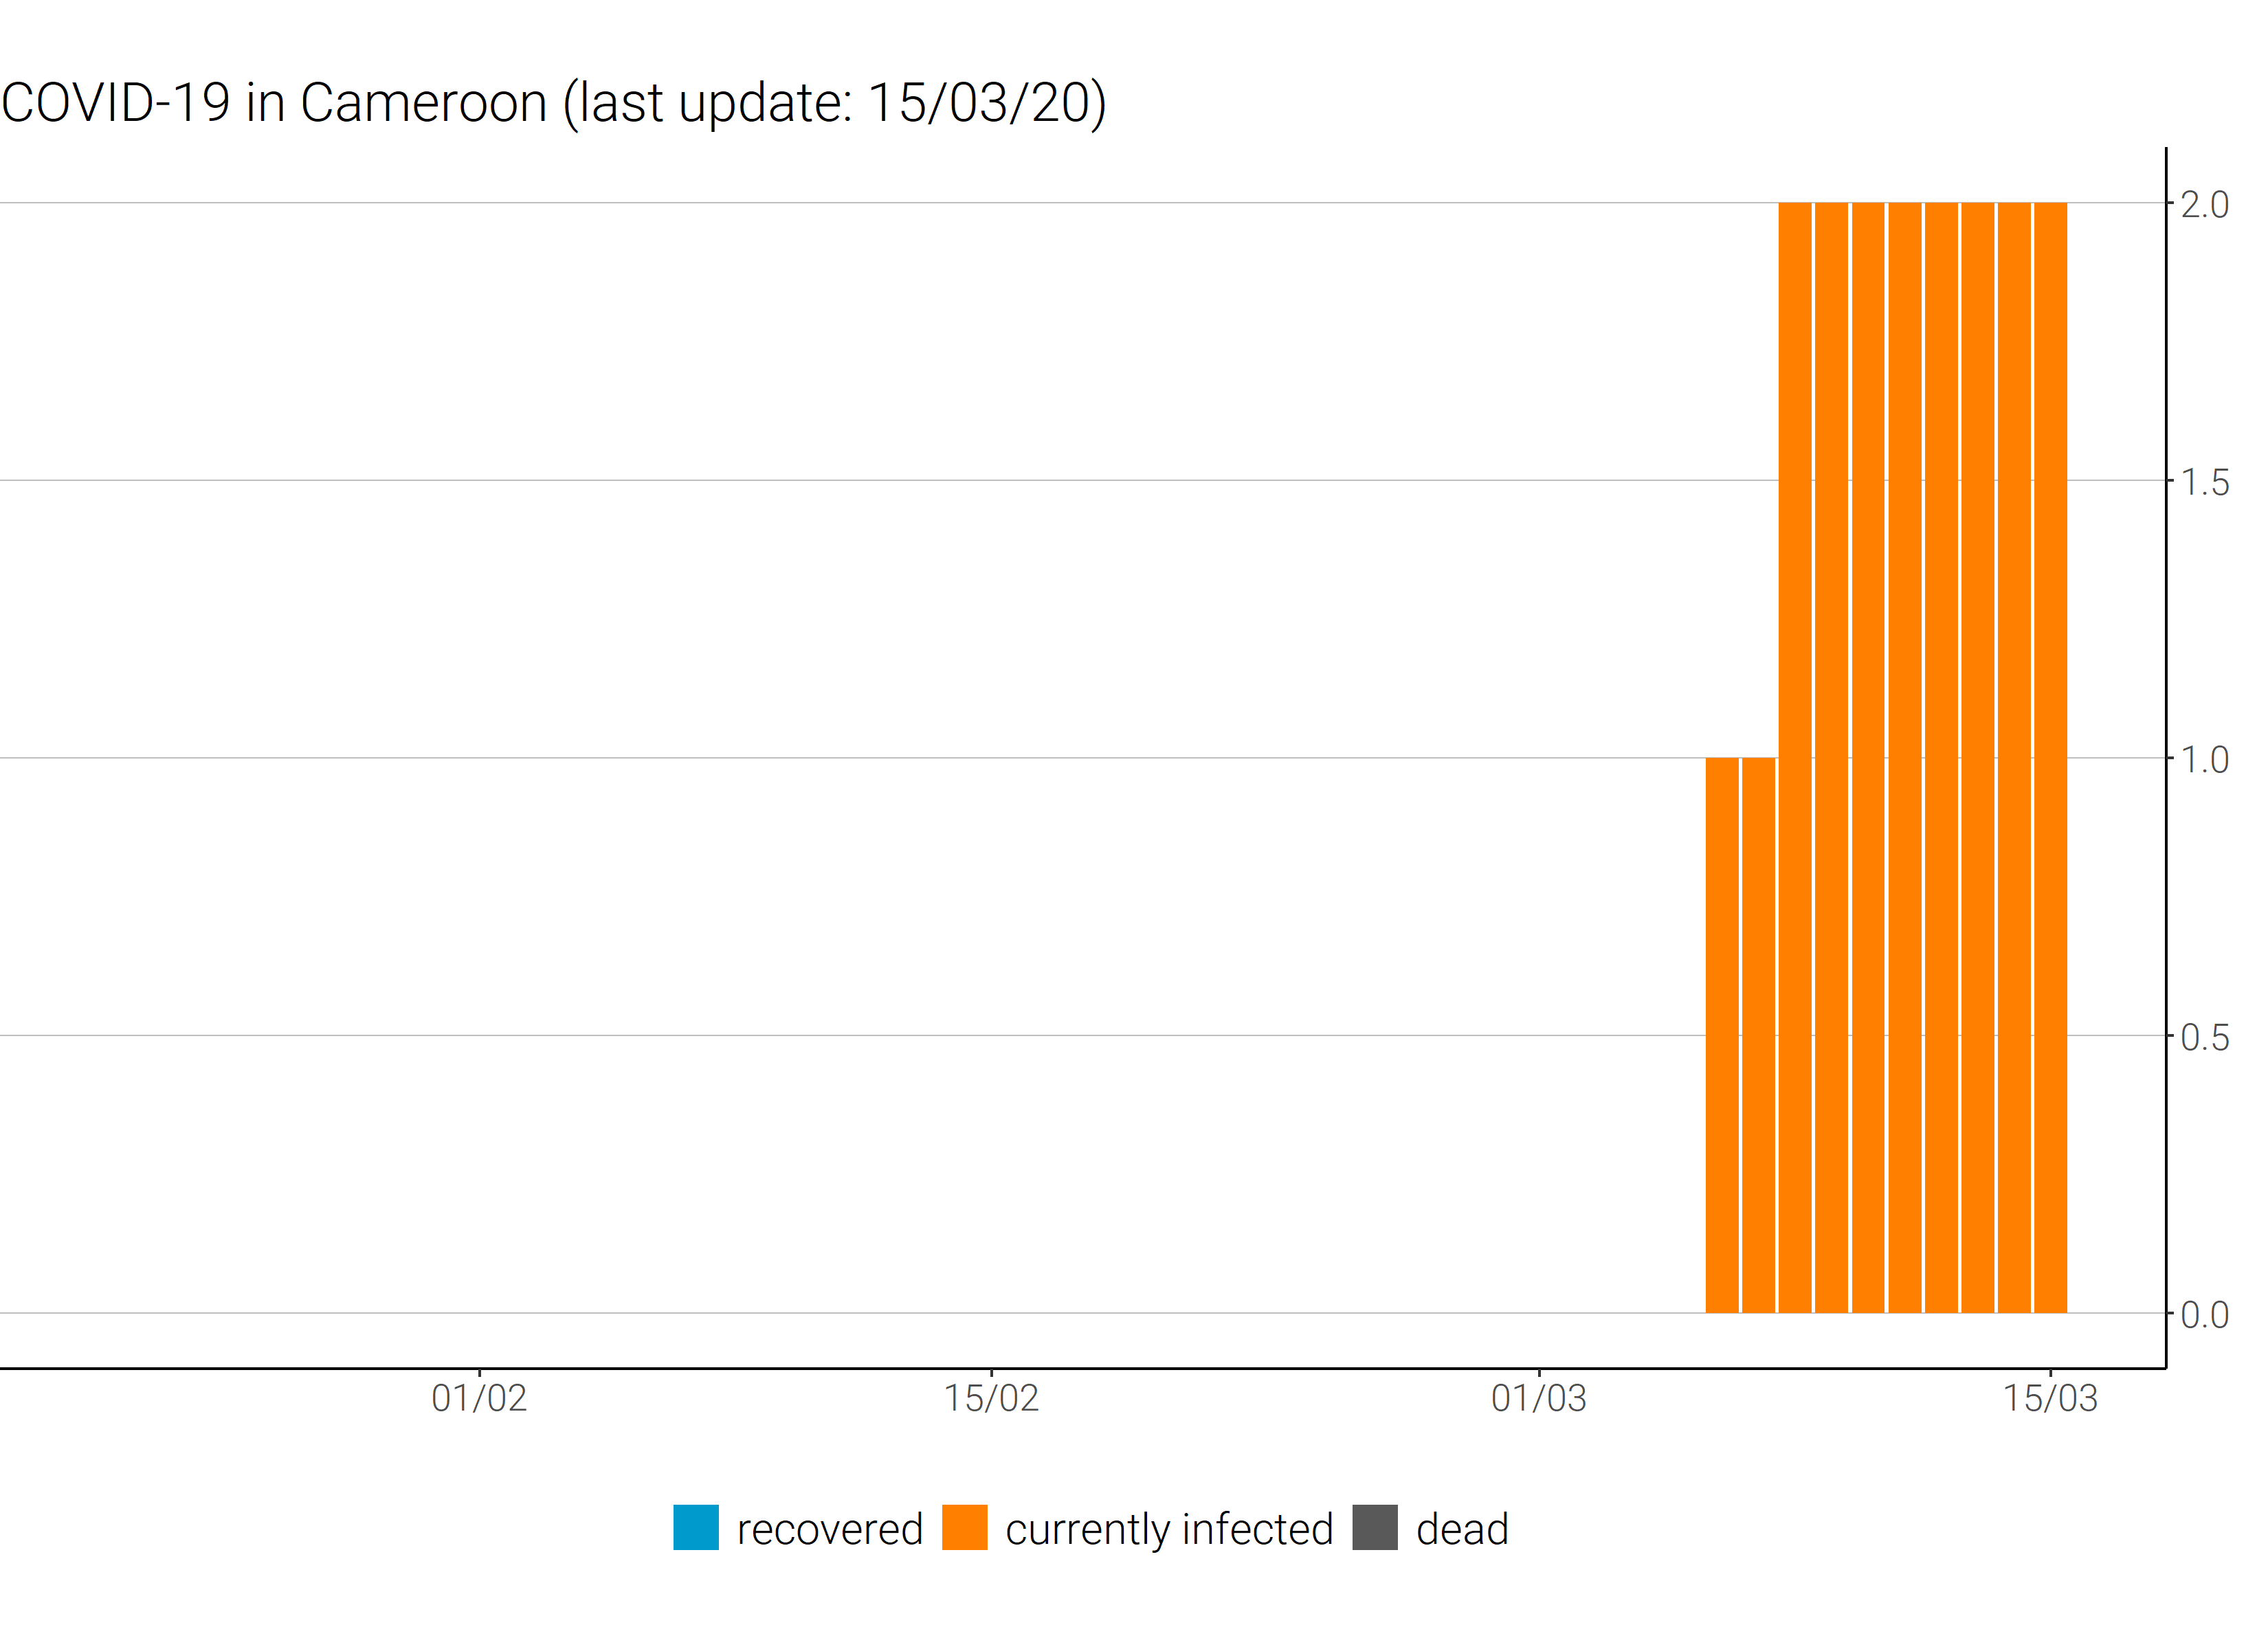 COVID-19 in Cameroon (last update: 15/03/20)
2.0
1.5
1.0
0.5
0.0
01/02 15/02 01/03 15/03
recovered currently infected dead